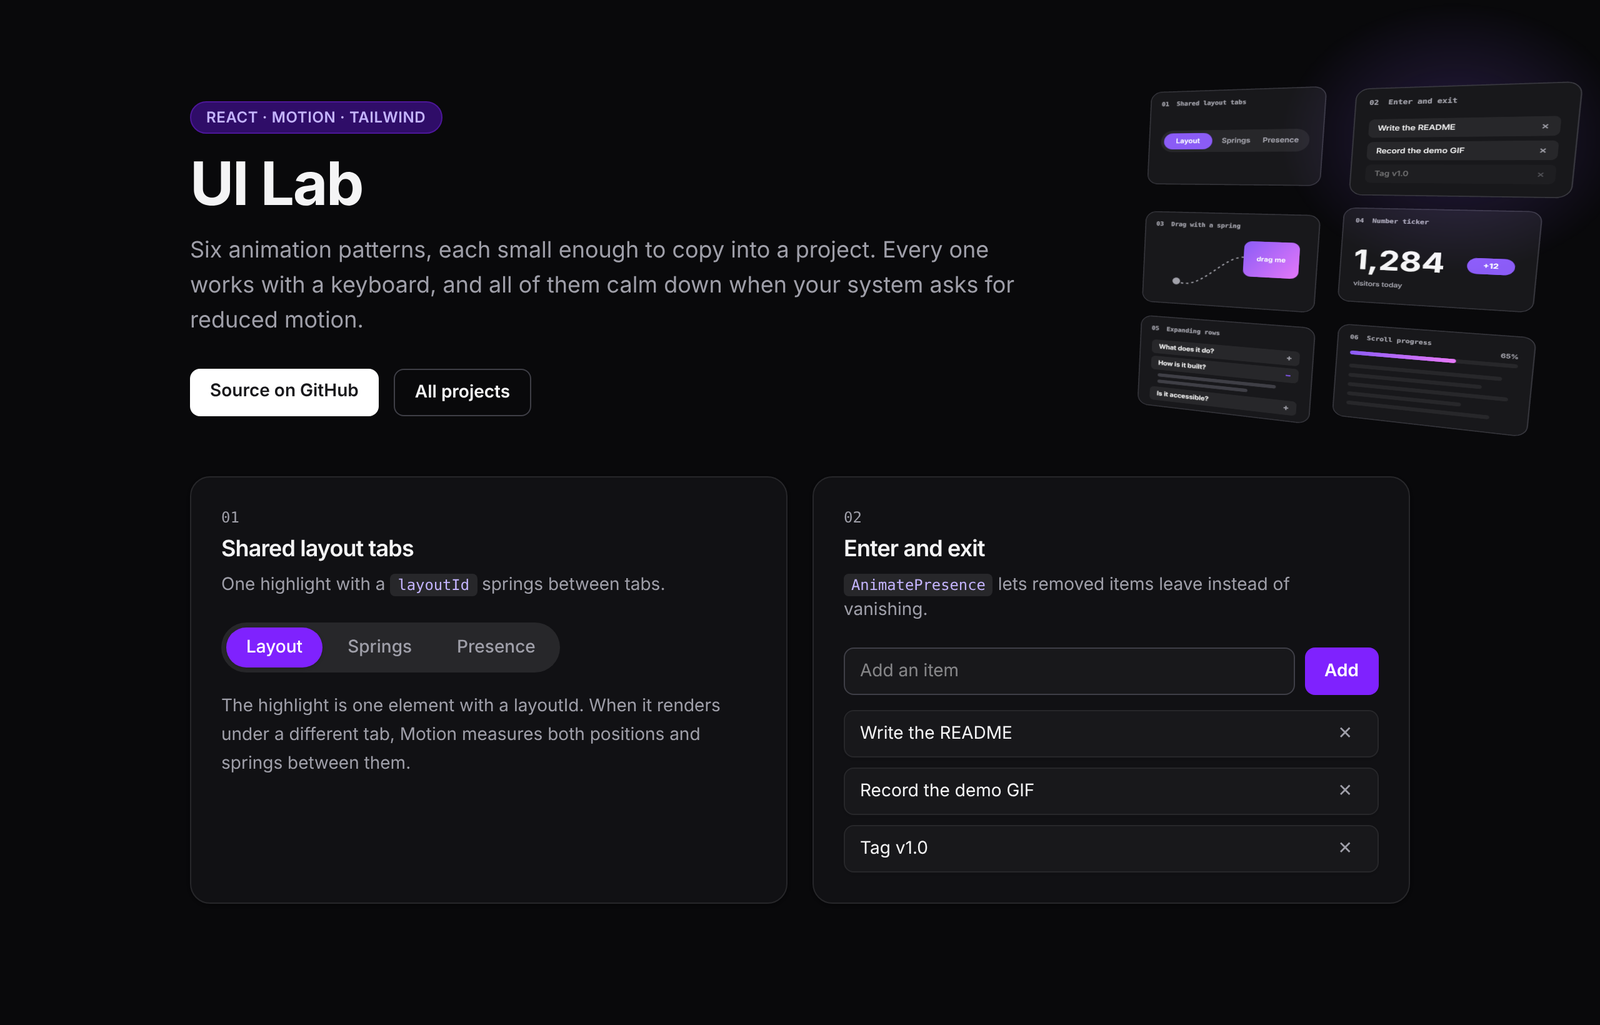 REACT · MOTION · TAILWIND
UI Lab
Six animation patterns, each small enough to copy into a project. Every one
works with a keyboard, and all of them calm down when your system asks for
reduced motion.
Source on GitHub
All projects
01 Shared layout tabs
Layout Springs Presence
02 Enter and exit
Write the README ×
Record the demo GIF ×
Tag v1.0 ×
03 Drag with a spring
drag me
04 Number ticker
1,284
+12
visitors today
05 Expanding rows
What does it do? +
How is it built? −
Is it accessible? +
06 Scroll progress
65%
01
Shared layout tabs
One highlight with a layoutId springs between tabs.
Layout Springs Presence
The highlight is one element with a layoutId. When it renders
under a different tab, Motion measures both positions and
springs between them.
02
Enter and exit
AnimatePresence lets removed items leave instead of
vanishing.
Add an item
Add
Write the README ×
Record the demo GIF ×
Tag v1.0 ×